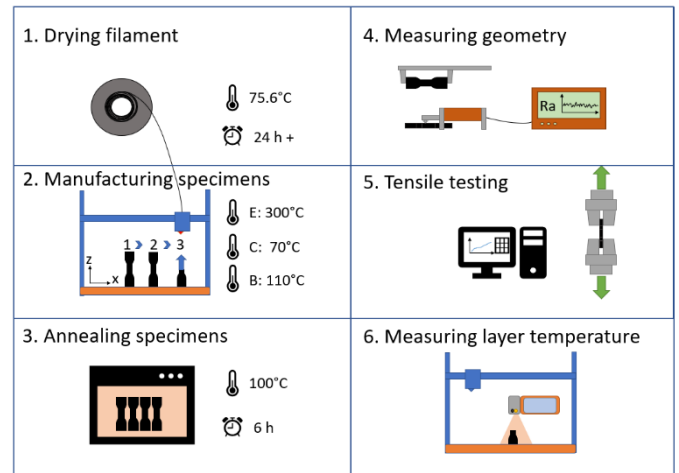 1. Drying filament
75.6°C
24 h +
2. Manufacturing specimens
E: 300°C
1 2 3
C: 70°C
z
x
B: 110°C
3. Annealing specimens
100°C
6 h
4. Measuring geometry
Ra
5. Tensile testing
6. Measuring layer temperature